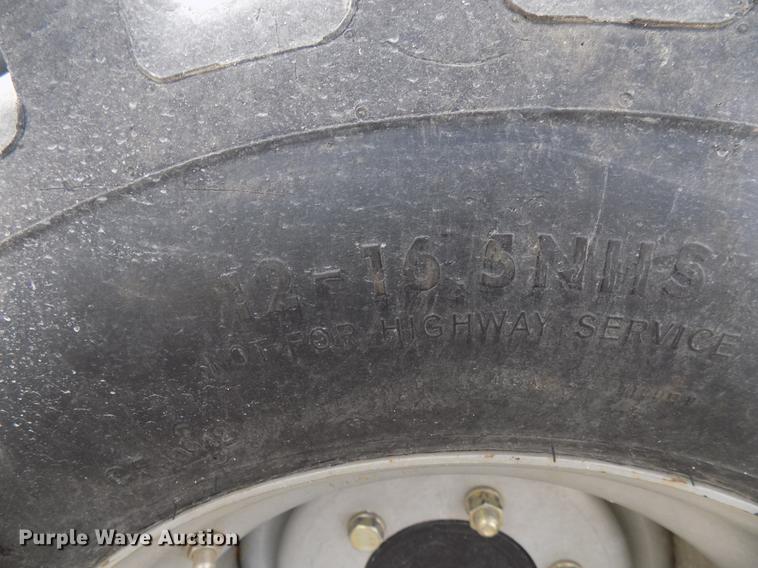 12-16.5NHS
NOT FOR HIGHWAY SERVICE
Purple Wave Auction